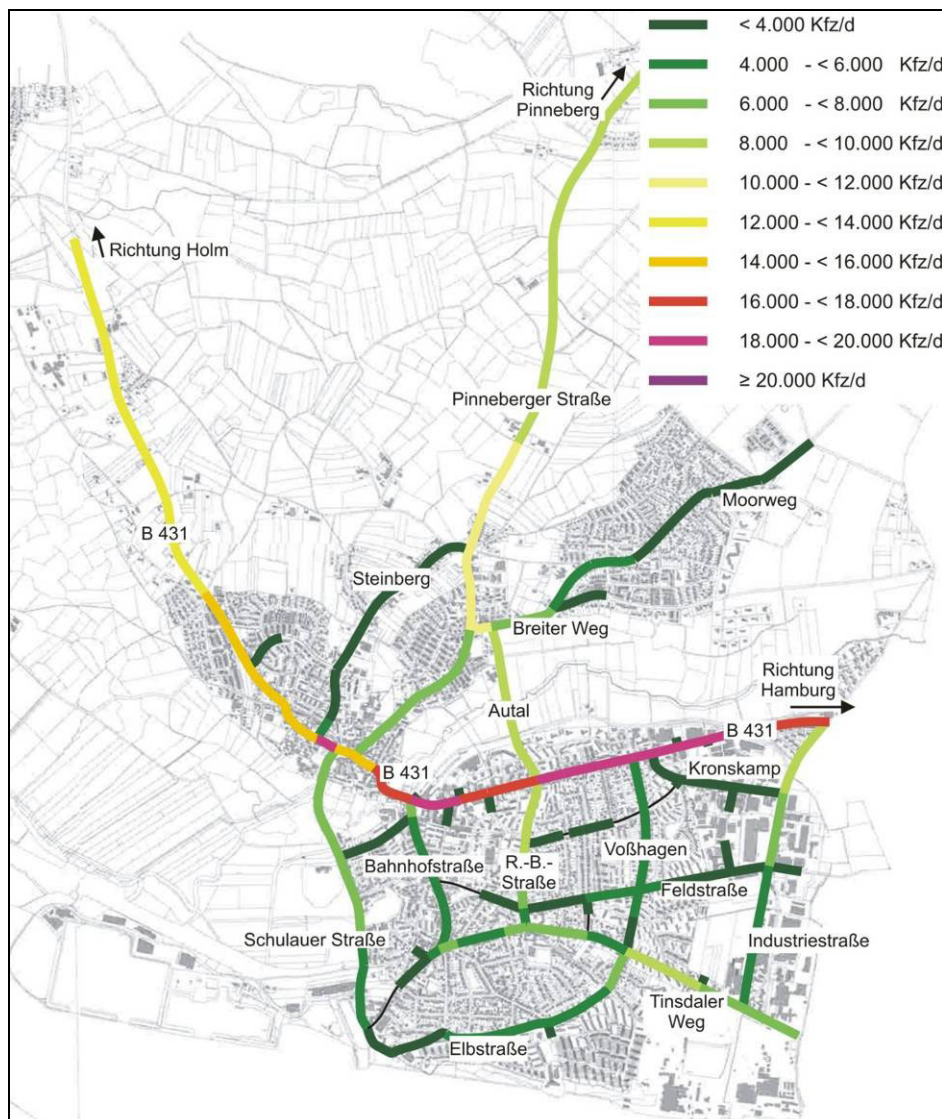 < 4.000 Kfz/d
4.000 - < 6.000 Kfz/d
6.000 - < 8.000 Kfz/d
8.000 - < 10.000 Kfz/d
10.000 - < 12.000 Kfz/d
12.000 - < 14.000 Kfz/d
14.000 - < 16.000 Kfz/d
16.000 - < 18.000 Kfz/d
18.000 - < 20.000 Kfz/d
≥ 20.000 Kfz/d
Richtung
Pinneberg
Richtung Holm
Pinneberger Straße
Moorweg
B 431
Steinberg
Breiter Weg
Richtung
Hamburg
Autal
B 431
B 431
Kronskamp
Voßhagen
Bahnhofstraße
R.-B.-
Straße
Feldstraße
Schulauer Straße
Industriestraße
Tinsdaler
Weg
Elbstraße